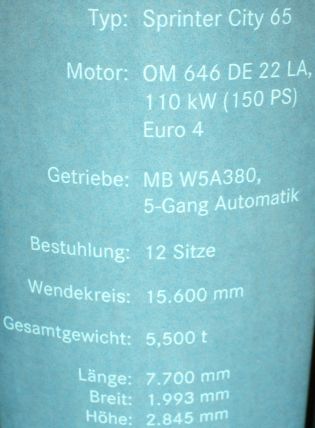 Typ: Sprinter City 65
Motor: OM 646 DE 22 LA,
110 kW (150 PS)
Euro 4
Getriebe: MB W5A380,
5-Gang Automatik
Bestuhlung: 12 Sitze
Wendekreis: 15.600 mm
Gesamtgewicht: 5,500 t
Länge: 7.700 mm
Breit: 1.993 mm
Höhe: 2.845 mm